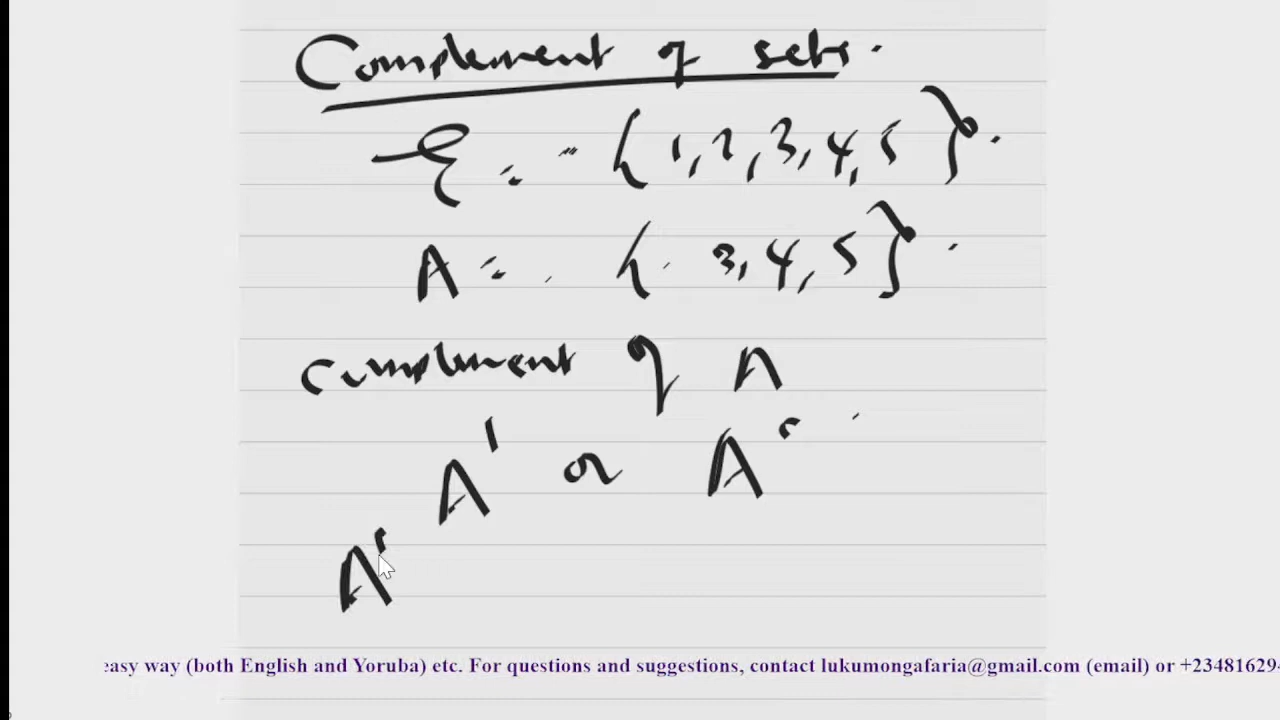 Complement of sets.
ξ = {1, 2, 3, 4, 5}.
A = {3, 4, 5}.
Complement of A
A' or Aᶜ
A'
easy way (both English and Yoruba) etc. For questions and suggestions, contact lukumongafaria@gmail.com (email) or +23481629